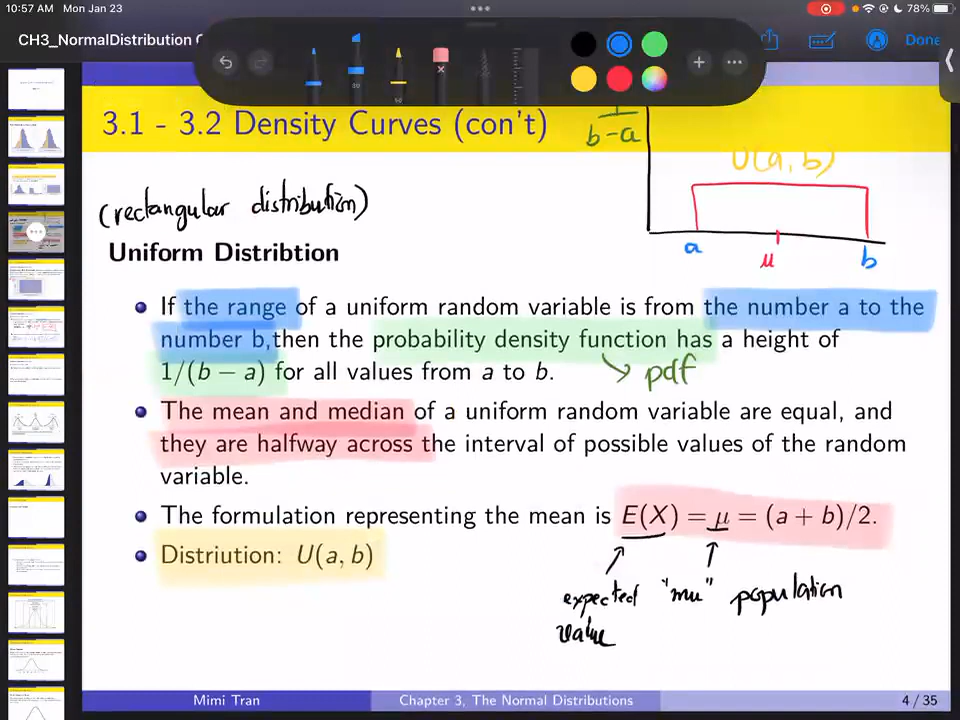 10:57 AM Mon Jan 23
78%
CH3_NormalDistribution
Done
3.1 - 3.2 Density Curves (con't)
b-a
U(a, b)
a
μ
b
(rectangular distribution)
Uniform Distribtion
If the range of a uniform random variable is from the number a to the
number b, then the probability density function has a height of
1/(b − a) for all values from a to b.
pdf
The mean and median of a uniform random variable are equal, and
they are halfway across the interval of possible values of the random
variable.
The formulation representing the mean is E(X) = μ = (a + b)/2.
Distriution: U(a, b)
expected "mu" population
value
Mimi Tran
Chapter 3, The Normal Distributions
4 / 35